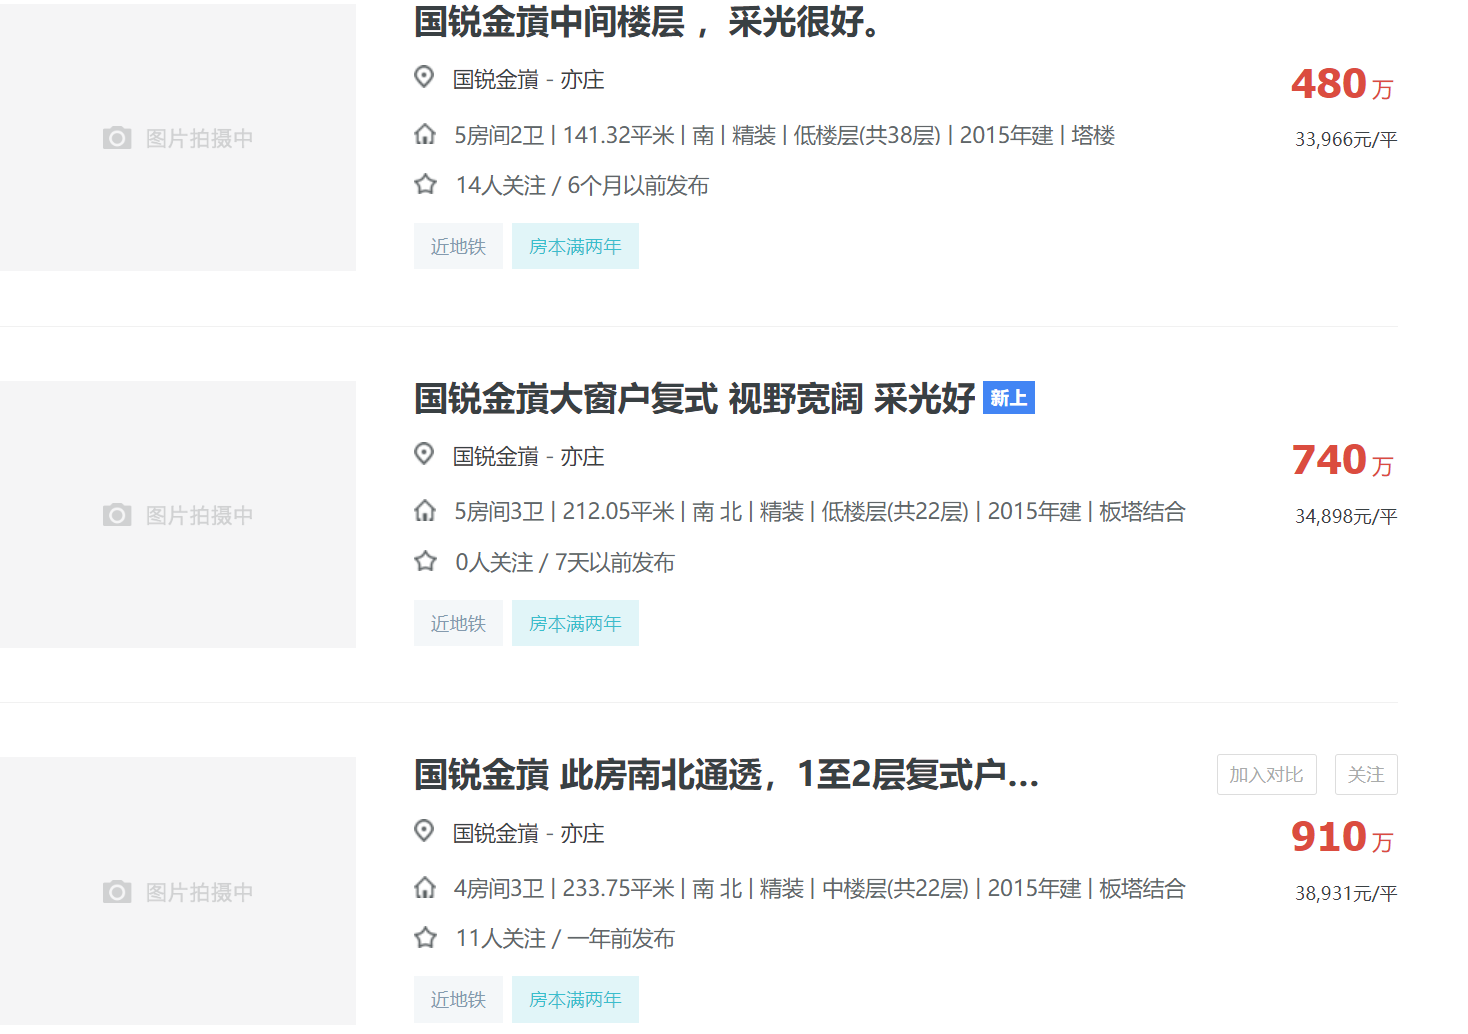 国锐金嵿中间楼层 ，采光很好。
国锐金嵿 - 亦庄
480万
图片拍摄中
5房间2卫 | 141.32平米 | 南 | 精装 | 低楼层(共38层) | 2015年建 | 塔楼
33,966元/平
14人关注 / 6个月以前发布
近地铁 房本满两年
国锐金嵿大窗户复式 视野宽阔 采光好 新上
国锐金嵿 - 亦庄
740万
图片拍摄中
5房间3卫 | 212.05平米 | 南 北 | 精装 | 低楼层(共22层) | 2015年建 | 板塔结合
34,898元/平
0人关注 / 7天以前发布
近地铁 房本满两年
国锐金嵿 此房南北通透，1至2层复式户...
加入对比 关注
国锐金嵿 - 亦庄
910万
图片拍摄中
4房间3卫 | 233.75平米 | 南 北 | 精装 | 中楼层(共22层) | 2015年建 | 板塔结合
38,931元/平
11人关注 / 一年前发布
近地铁 房本满两年